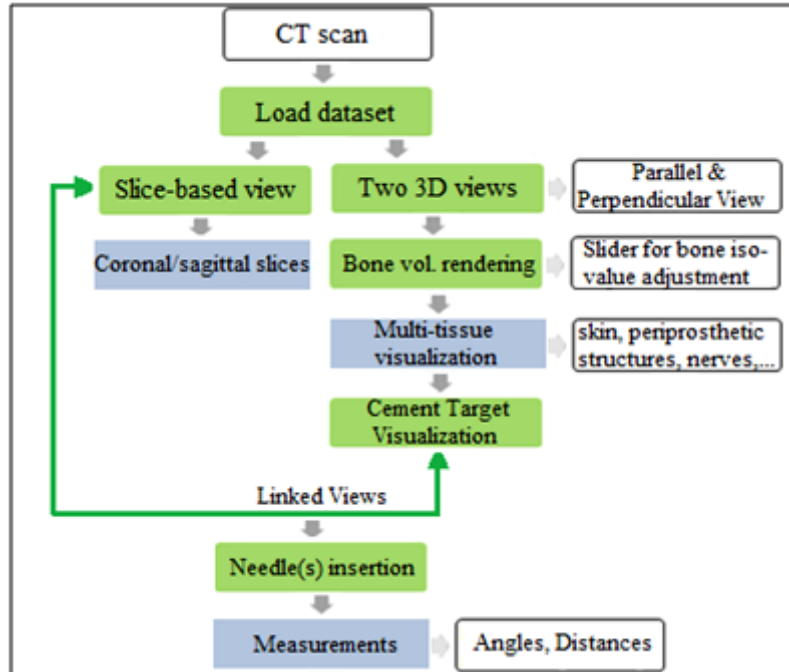 CT scan
Load dataset
Slice-based view
Two 3D views
Parallel &
Perpendicular View
Coronal/sagittal slices
Bone vol. rendering
Slider for bone iso-
value adjustment
Multi-tissue
visualization
skin, periprosthetic
structures, nerves,...
Cement Target
Visualization
Linked Views
Needle(s) insertion
Measurements
Angles, Distances